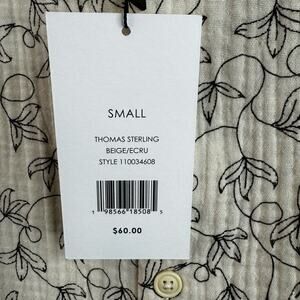 SMALL
THOMAS STERLING
BEIGE/ECRU
STYLE 110034608
1 98566 18508 5
$60.00